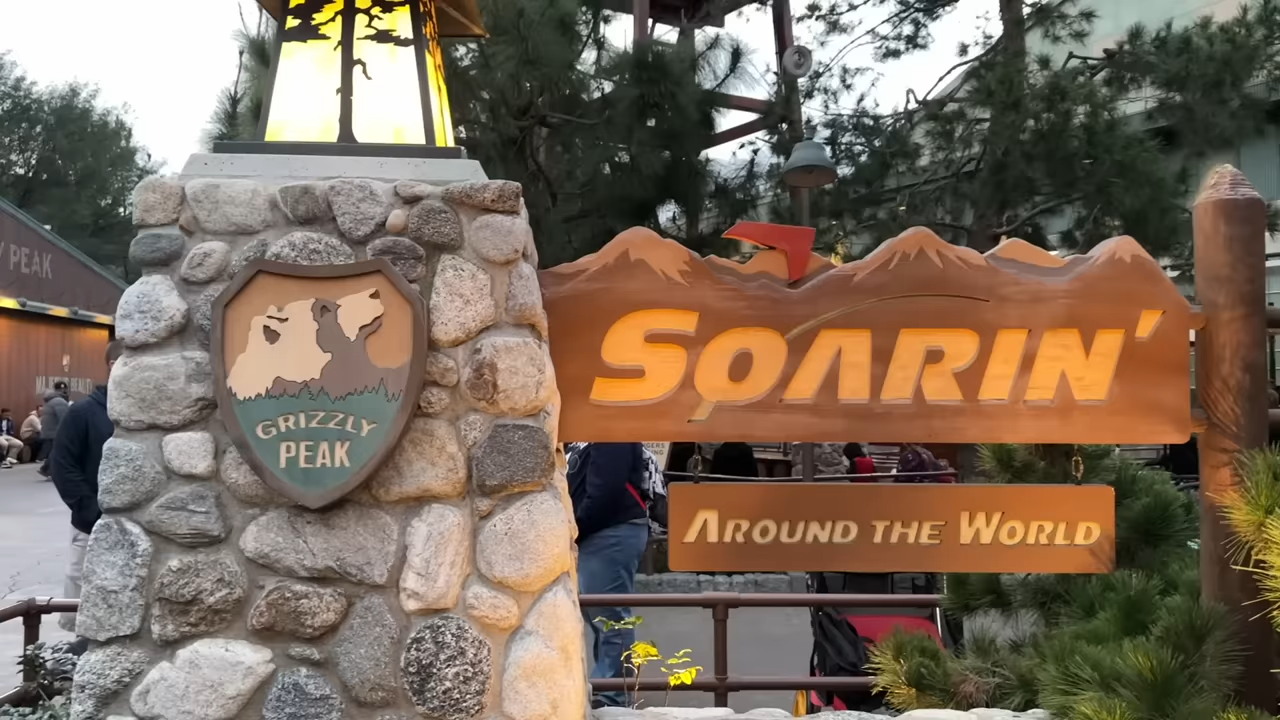 Y PEAK
GRIZZLY
PEAK
SOARIN'
AROUND THE WORLD